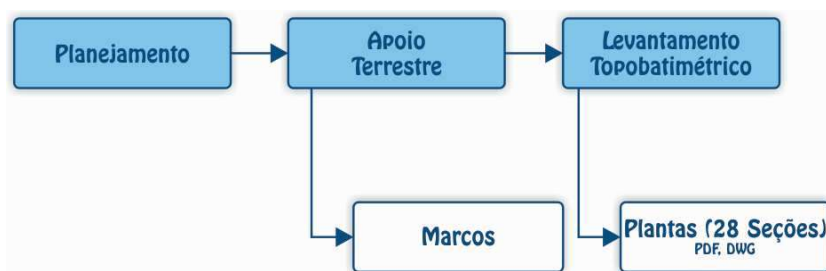 Planejamento
Apoio
Terrestre
Levantamento
Topobatimétrico
Marcos
Plantas (28 Seções)
PDF, DWG